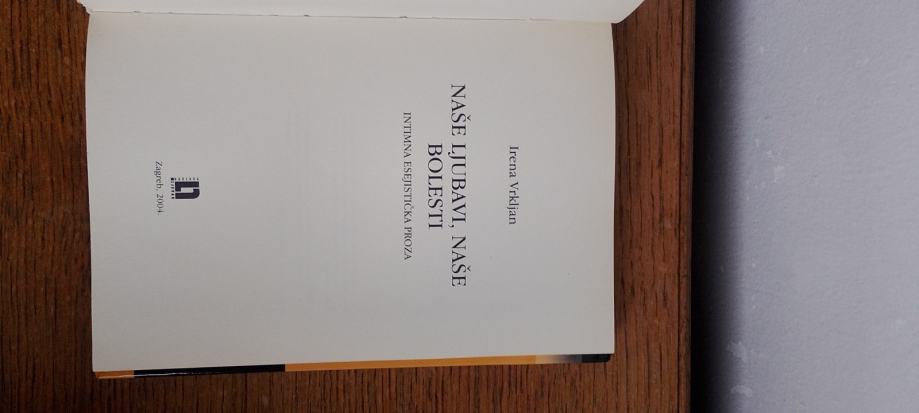 Irena Vrkljan
NAŠE LJUBAVI, NAŠE
BOLESTI
INTIMNA ESEJISTIČKA PROZA
Zagreb, 2004.